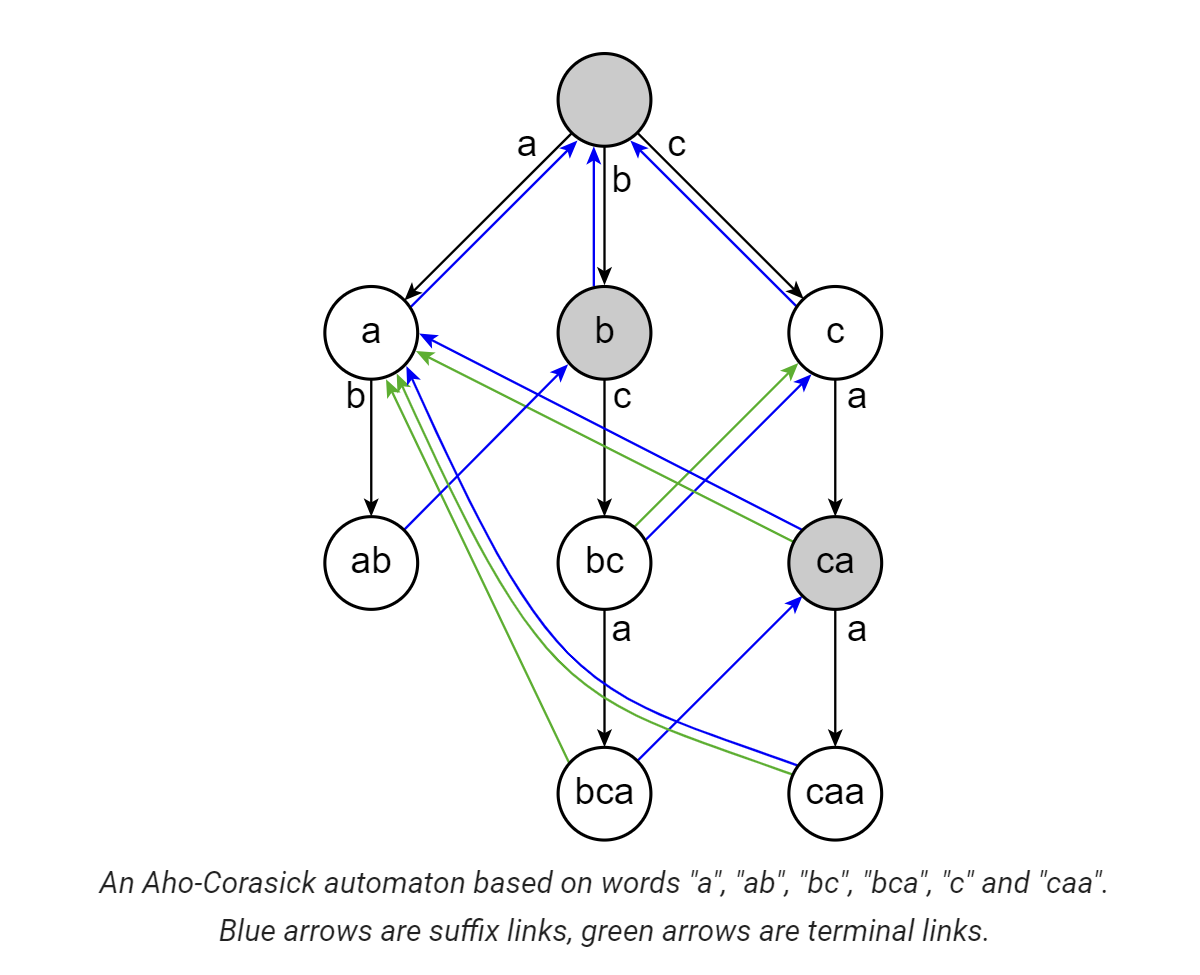 a c
b
a b c
b c a
ab bc ca
a a
bca caa
An Aho-Corasick automaton based on words "a", "ab", "bc", "bca", "c" and "caa".
Blue arrows are suffix links, green arrows are terminal links.